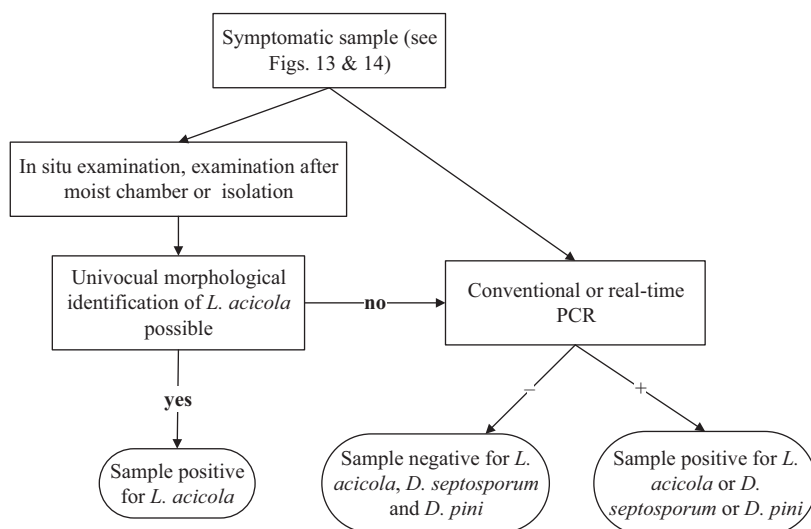 Symptomatic sample (see
Figs. 13 & 14)
In situ examination, examination after
moist chamber or isolation
Univocual morphological
identification of L. acicola
possible
no
Conventional or real-time
PCR
yes
–
+
Sample positive
for L. acicola
Sample negative for L.
acicola, D. septosporum
and D. pini
Sample positive for L.
acicola or D.
septosporum or D. pini